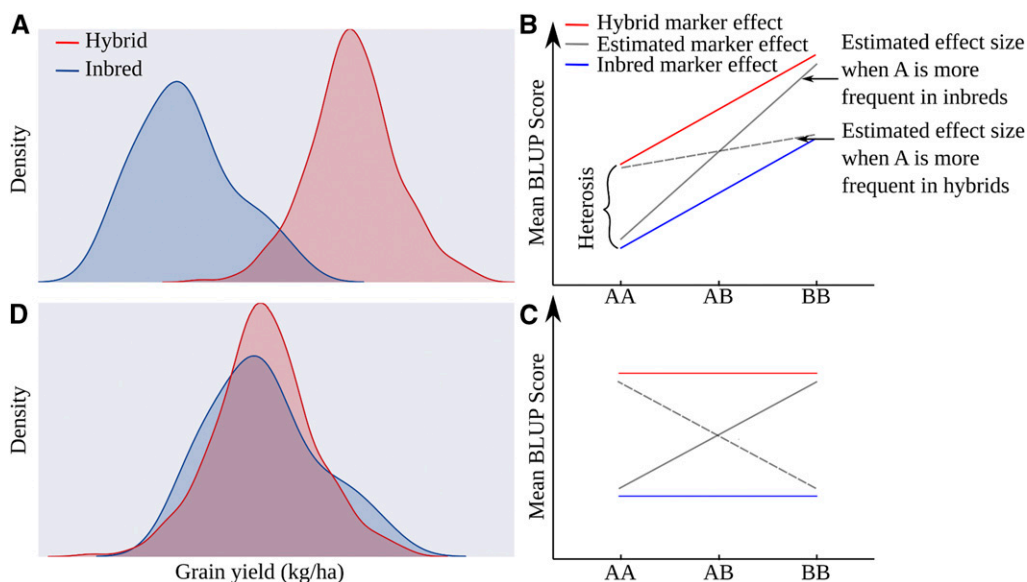 A
Hybrid
Inbred
Density
B
Hybrid marker effect
Estimated marker effect
Inbred marker effect
Estimated effect size
when A is more
frequent in inbreds
Estimated effect size
when A is more
frequent in hybrids
Mean BLUP Score
Heterosis
AA AB BB
D
Density
Grain yield (kg/ha)
C
Mean BLUP Score
AA AB BB